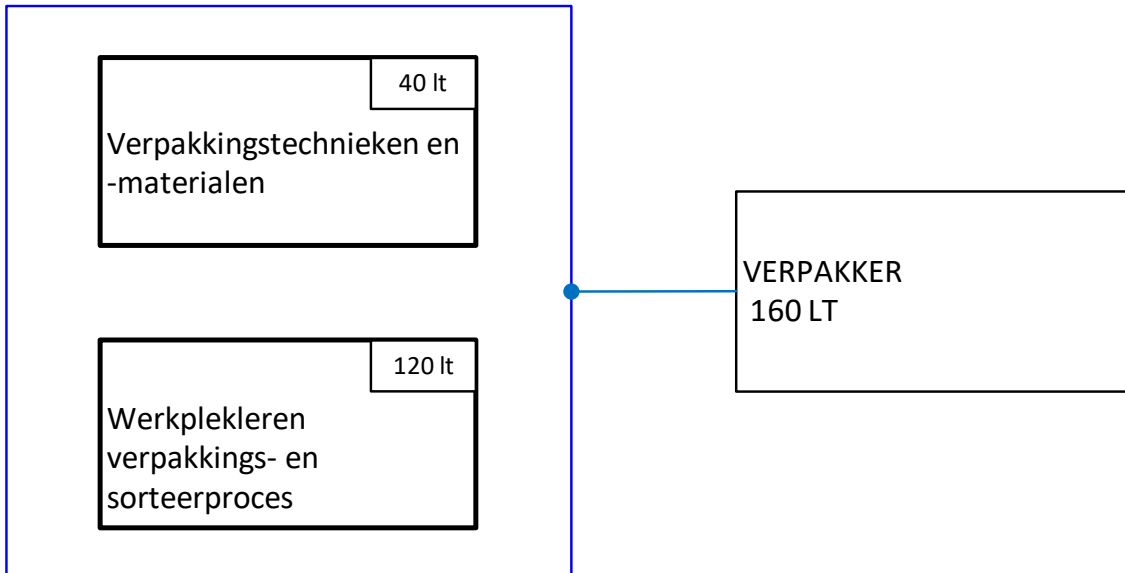 40 lt
Verpakkingstechnieken en
-materialen
120 lt
Werkplekleren
verpakkings- en
sorteerproces
VERPAKKER
160 LT